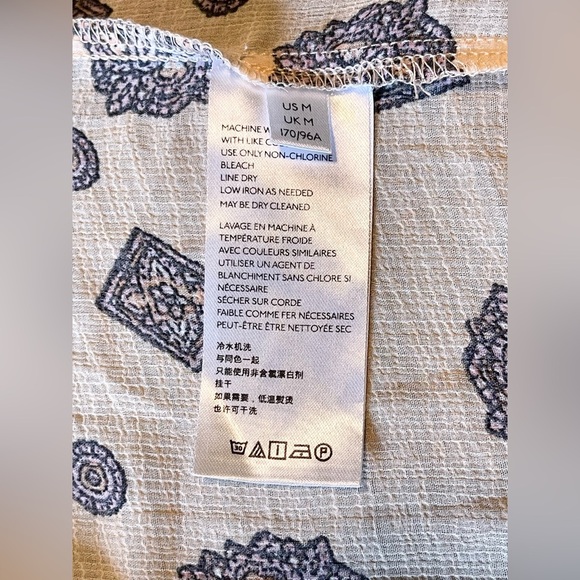 US M
UK M
170/96A
MACHINE
WITH LIKE
USE ONLY NON-CHLORINE
BLEACH
LINE DRY
LOW IRON AS NEEDED
MAY BE DRY CLEANED
LAVAGE EN MACHINE À
TEMPÉRATURE FROIDE
AVEC COULEURS SIMILAIRES
UTILISER UN AGENT DE
BLANCHIMENT SANS CHLORE SI
NÉCESSAIRE
SÉCHER SUR CORDE
FAIBLE COMME FER NÉCESSAIRES
PEUT-ÊTRE ÊTRE NETTOYÉE SEC
冷水机洗
与同色一起
只能使用非含氯漂白剂
挂干
如果需要，低温熨烫
也许可干洗
30
P